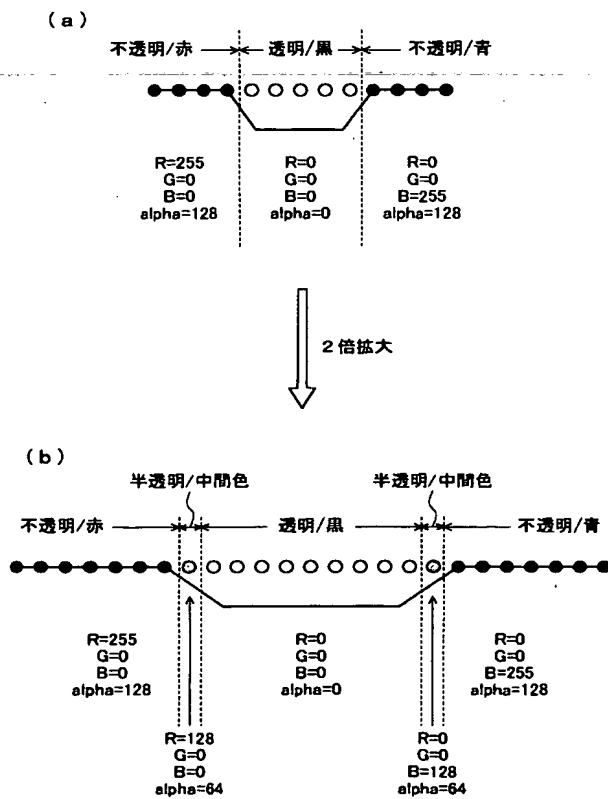 (a)
不透明/赤 透明/黒 不透明/青
R=255 R=0 R=0
G=0 G=0 G=0
B=0 B=0 B=255
alpha=128 alpha=0 alpha=128
2倍拡大
(b)
半透明/中間色 半透明/中間色
不透明/赤 透明/黒 不透明/青
R=255 R=0 R=0
G=0 G=0 G=0
B=0 B=0 B=255
alpha=128 alpha=0 alpha=128
R=128 R=0
G=0 G=0
B=0 B=128
alpha=64 alpha=64